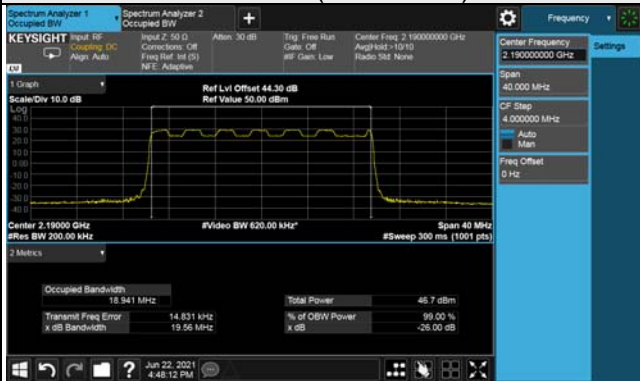 Spectrum Analyzer 1
Occupied BW
Spectrum Analyzer 2
Occupied BW
Frequency
KEYSIGHT
Input: RF
Coupling: DC
Align: Auto
Input Z: 50 Ω
Corrections: Off
Freq Ref: Int (S)
NFE: Adaptive
Atten: 30 dB
Trig: Free Run
Gate: Off
#IF Gain: Low
Center Freq: 2.190000000 GHz
Avg|Hold:>10/10
Radio Std: None
Center Frequency
2.190000000 GHz
Settings
Span
40.000 MHz
CF Step
4.000000 MHz
Auto
Man
Freq Offset
0 Hz
1 Graph
Scale/Div 10.0 dB
Ref Lvl Offset 44.30 dB
Ref Value 50.00 dBm
Log
40.0
30.0
20.0
10.0
0.00
-10.0
-20.0
-30.0
-40.0
Center 2.19000 GHz
#Res BW 200.00 kHz
#Video BW 620.00 kHz*
Span 40 MHz
#Sweep 300 ms (1001 pts)
2 Metrics
Occupied Bandwidth
18.941 MHz
Total Power 46.7 dBm
Transmit Freq Error 14.831 kHz
% of OBW Power 99.00 %
x dB Bandwidth 19.56 MHz
x dB -26.00 dB
Jun 22, 2021
4:48:12 PM